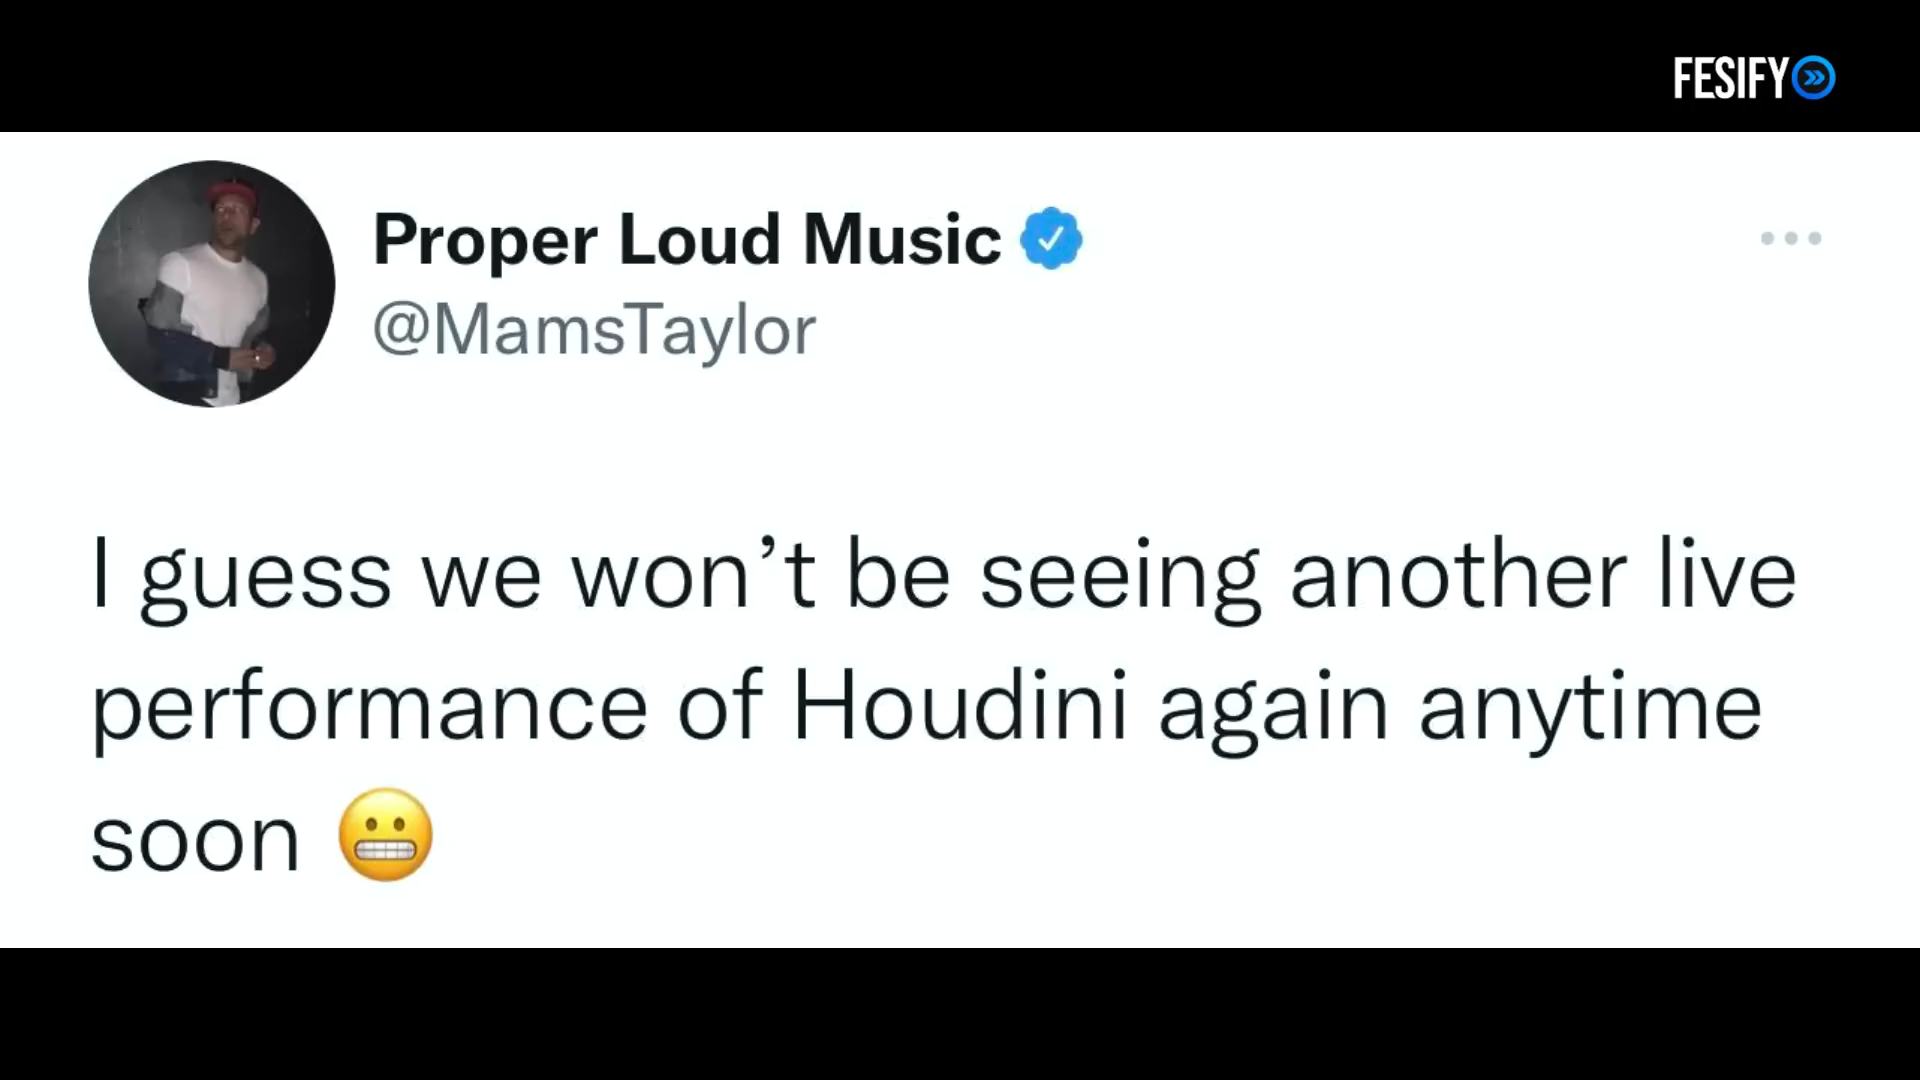 FESIFY
Proper Loud Music
@MamsTaylor
I guess we won’t be seeing another live
performance of Houdini again anytime
soon 😬